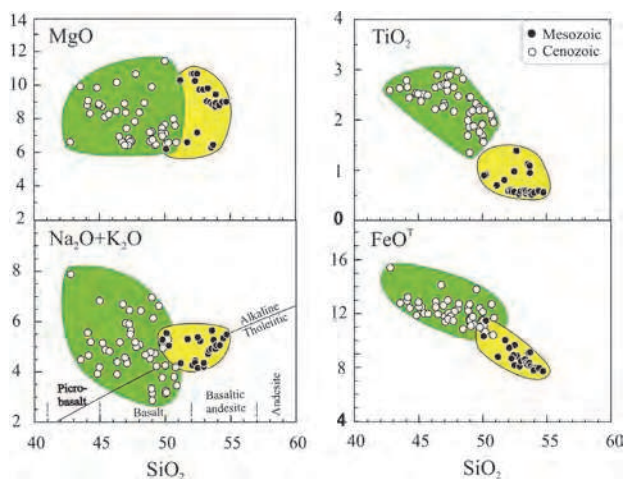 MgO
14
12
10
8
6
4
2
TiO₂
Mesozoic
Cenozoic
4
3
2
1
0
Na₂O+K₂O
8
6
4
2
Alkaline
Tholeiitic
Picro-
basalt
Basalt
Basaltic
andesite
Andesite
40 45 50 55 60
SiO₂
FeOᵀ
16
12
8
4
40 45 50 55 60
SiO₂